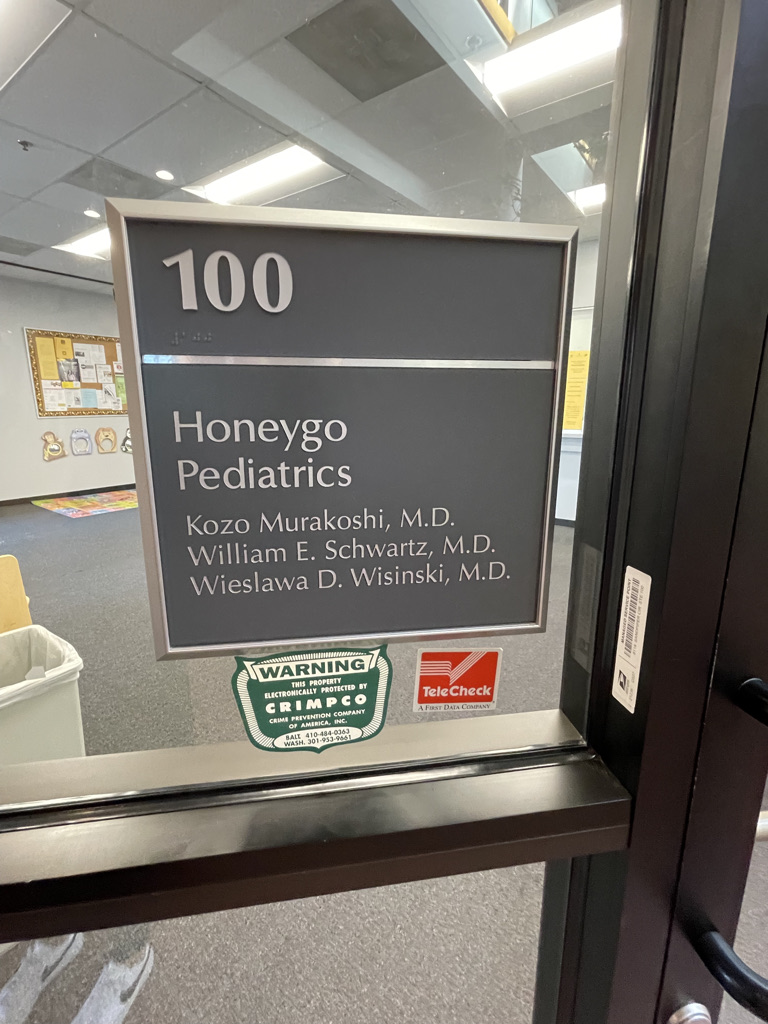 100
Honeygo
Pediatrics
Kozo Murakoshi, M.D.
William E. Schwartz, M.D.
Wieslawa D. Wisinski, M.D.
WARNING
THIS PROPERTY
ELECTRONICALLY PROTECTED BY
CRIMPCO
CRIME PREVENTION COMPANY
OF AMERICA, INC.
BALT. 410-484-0363
WASH. 301-953-9661
TeleCheck
A FIRST DATA COMPANY